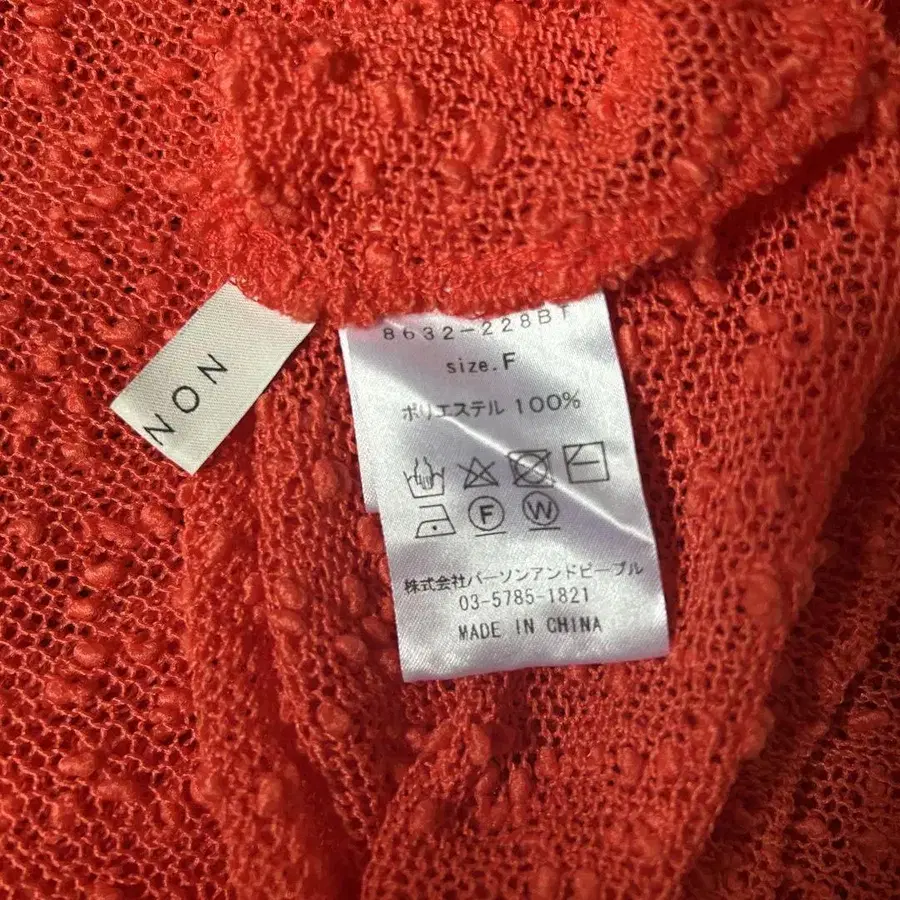 NON
8632-228BT
size.F
ポリエステル 100%
F W
株式会社パーソンアンドピープル
03-5785-1821
MADE IN CHINA